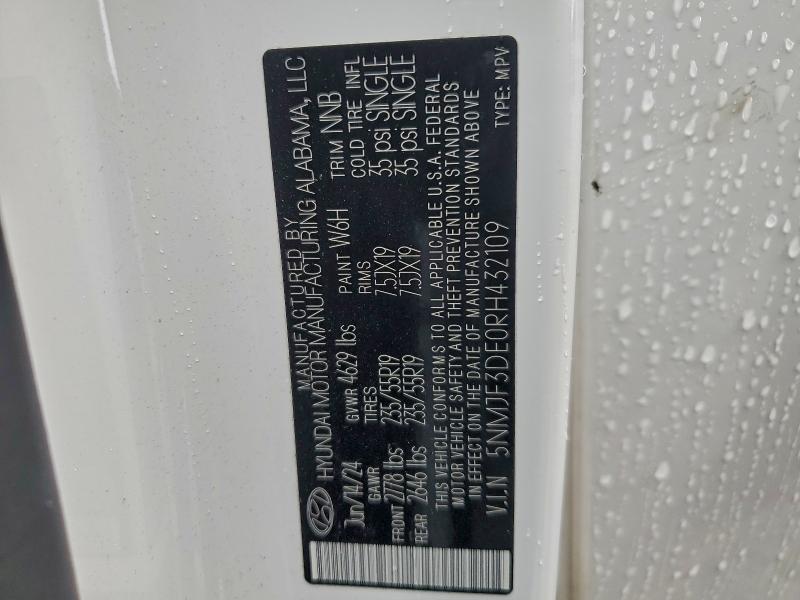 MANUFACTURED BY
HYUNDAI MOTOR MANUFACTURING ALABAMA, LLC
Jun/14/24 GVWR 4629 lbs PAINT W6H TRIM NNB
GAWR TIRES RIMS COLD TIRE INFL
FRONT 2778 lbs 235/55R19 7.5JX19 35 psi SINGLE
REAR 2646 lbs 235/55R19 7.5JX19 35 psi SINGLE
THIS VEHICLE CONFORMS TO ALL APPLICABLE U.S.A. FEDERAL
MOTOR VEHICLE SAFETY AND THEFT PREVENTION STANDARDS
IN EFFECT ON THE DATE OF MANUFACTURE SHOWN ABOVE
V.I.N 5NMJF3DE0RH432109 TYPE: MPV